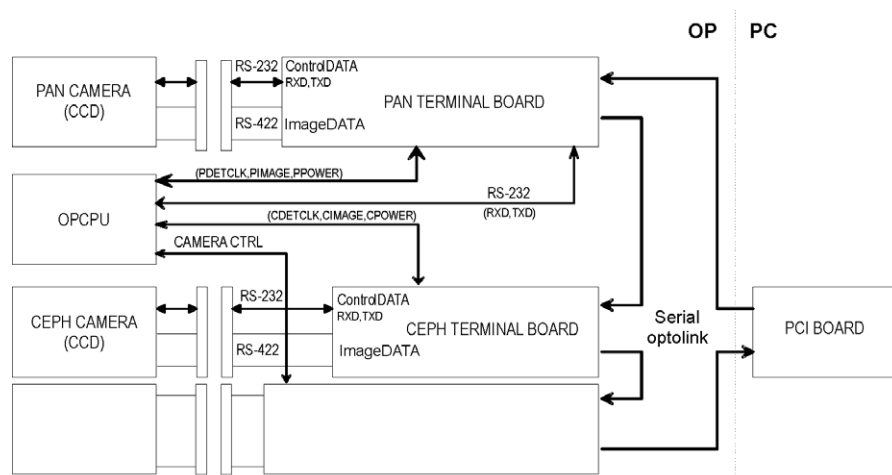 OP
PC
PAN CAMERA
(CCD)
RS-232
ControlDATA
RXD,TXD
PAN TERMINAL BOARD
RS-422
ImageDATA
(PDETCLK,PIMAGE,PPOWER)
OPCPU
RS-232
(RXD,TXD)
(CDETCLK,CIMAGE,CPOWER)
CAMERA CTRL
CEPH CAMERA
(CCD)
RS-232
ControlDATA
RXD,TXD
CEPH TERMINAL BOARD
RS-422
ImageDATA
Serial
optolink
PCI BOARD